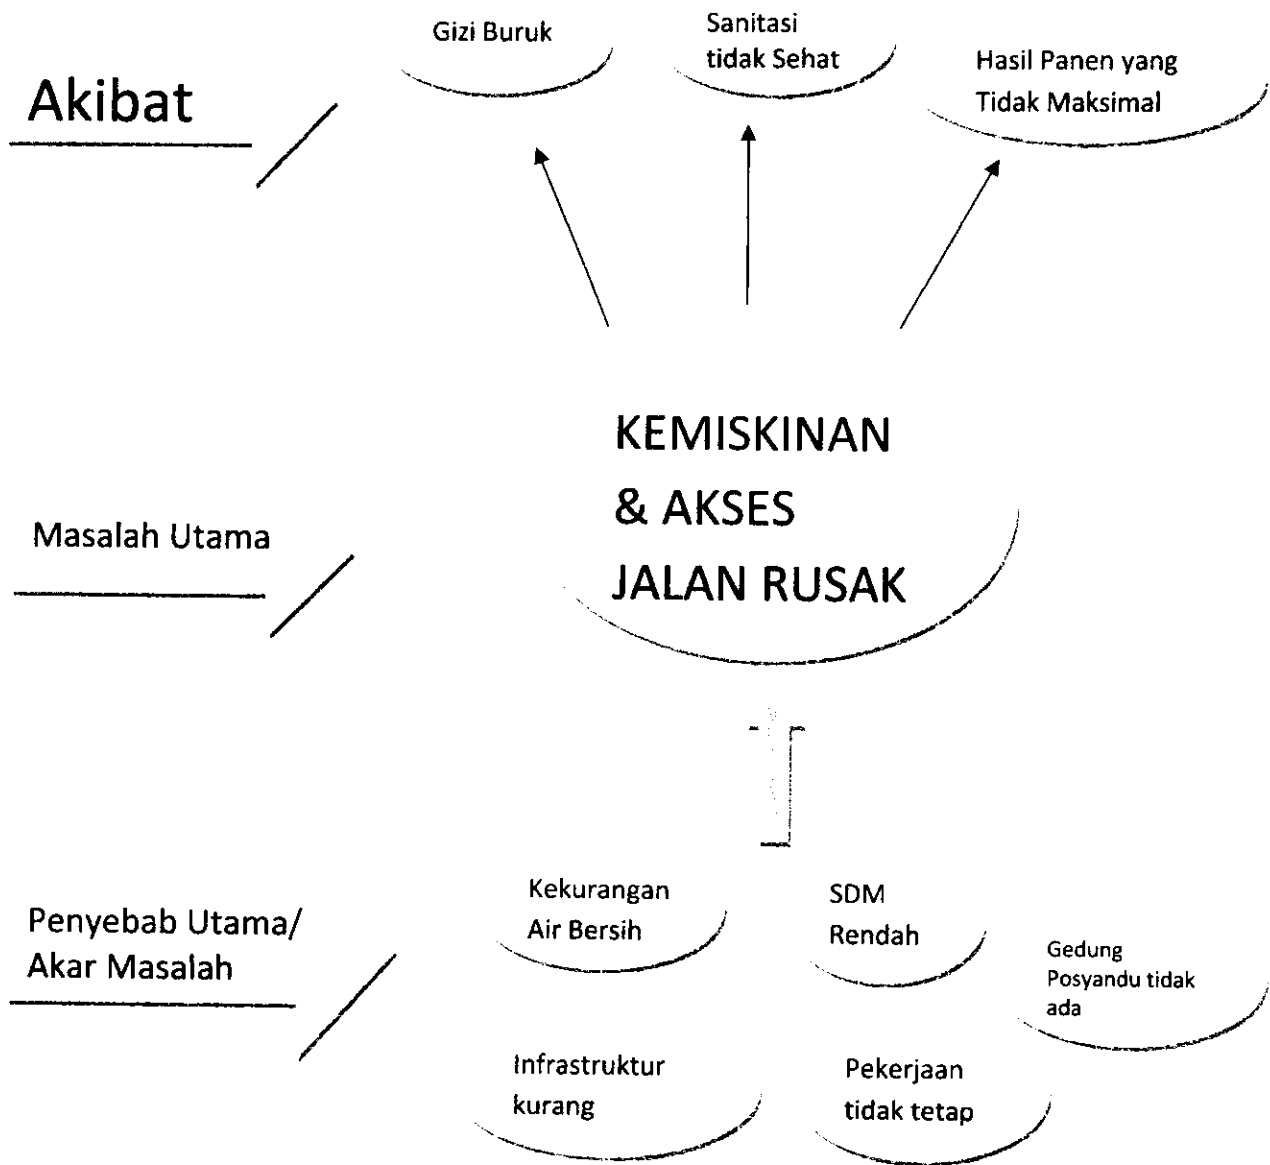 Akibat
Gizi Buruk
Sanitasi
tidak Sehat
Hasil Panen yang
Tidak Maksimal
Masalah Utama
KEMISKINAN
& AKSES
JALAN RUSAK
Penyebab Utama/
Akar Masalah
Kekurangan
Air Bersih
SDM
Rendah
Gedung
Posyandu tidak
ada
Infrastruktur
kurang
Pekerjaan
tidak tetap